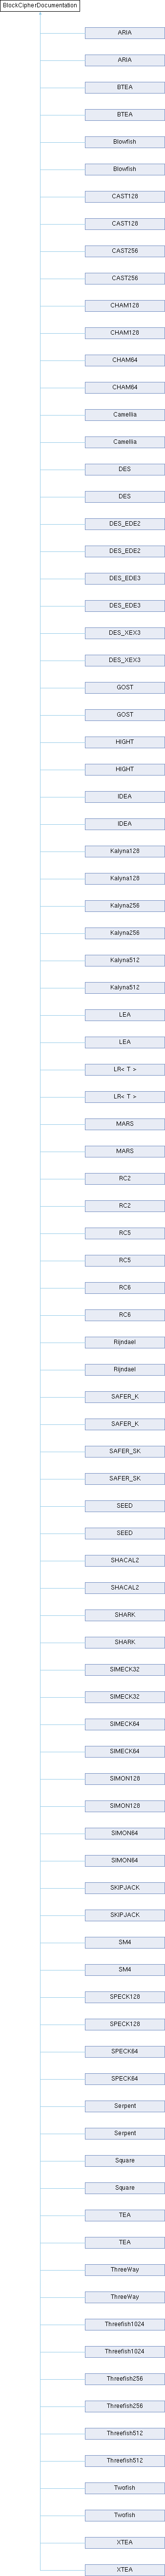 BlockCipherDocumentation
ARIA
ARIA
BTEA
BTEA
Blowfish
Blowfish
CAST128
CAST128
CAST256
CAST256
CHAM128
CHAM128
CHAM64
CHAM64
Camellia
Camellia
DES
DES
DES_EDE2
DES_EDE2
DES_EDE3
DES_EDE3
DES_XEX3
DES_XEX3
GOST
GOST
HIGHT
HIGHT
IDEA
IDEA
Kalyna128
Kalyna128
Kalyna256
Kalyna256
Kalyna512
Kalyna512
LEA
LEA
LR< T >
LR< T >
MARS
MARS
RC2
RC2
RC5
RC5
RC6
RC6
Rijndael
Rijndael
SAFER_K
SAFER_K
SAFER_SK
SAFER_SK
SEED
SEED
SHACAL2
SHACAL2
SHARK
SHARK
SIMECK32
SIMECK32
SIMECK64
SIMECK64
SIMON128
SIMON128
SIMON64
SIMON64
SKIPJACK
SKIPJACK
SM4
SM4
SPECK128
SPECK128
SPECK64
SPECK64
Serpent
Serpent
Square
Square
TEA
TEA
ThreeWay
ThreeWay
Threefish1024
Threefish1024
Threefish256
Threefish256
Threefish512
Threefish512
Twofish
Twofish
XTEA
XTEA